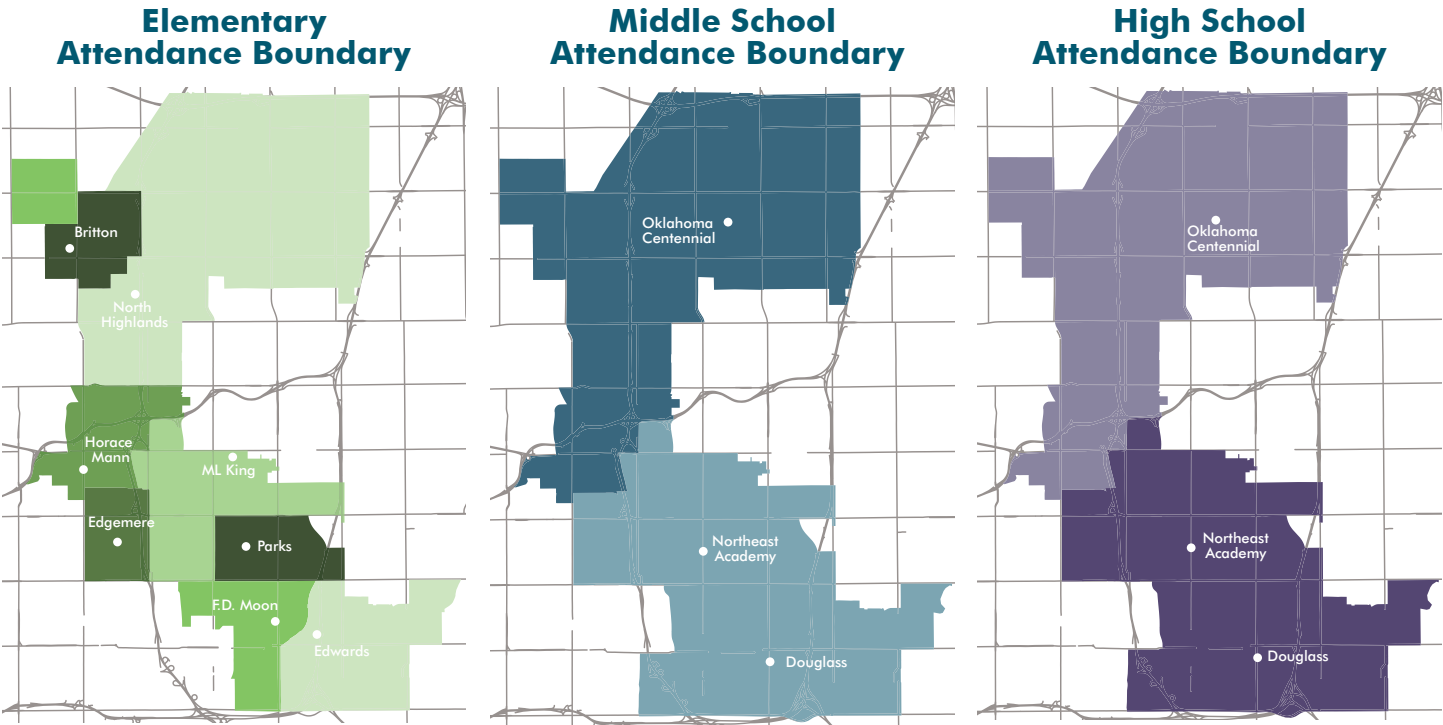 Elementary
Attendance Boundary
Britton
North
Highlands
Horace
Mann
ML King
Edgemere
Parks
F.D. Moon
Edwards
Middle School
Attendance Boundary
Oklahoma
Centennial
Northeast
Academy
Douglass
High School
Attendance Boundary
Oklahoma
Centennial
Northeast
Academy
Douglass